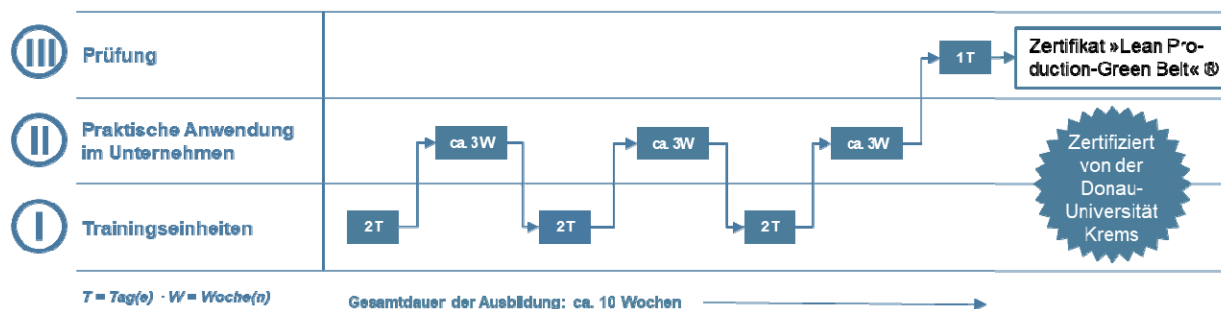 III
Prüfung
1T
Zertifikat »Lean Pro-
duction-Green Belt« ®
II
Praktische Anwendung
im Unternehmen
ca. 3W
ca. 3W
ca. 3W
Zertifiziert
von der
Donau-
Universität
Krems
I
Trainingseinheiten
2T
2T
2T
T = Tag(e) · W = Woche(n)
Gesamtdauer der Ausbildung: ca. 10 Wochen